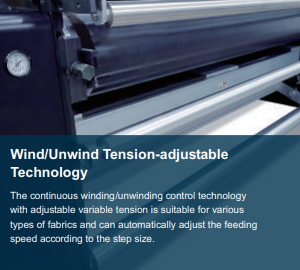 Wind/Unwind Tension-adjustable
Technology
The continuous winding/unwinding control technology
with adjustable variable tension is suitable for various
types of fabrics and can automatically adjust the feeding
speed according to the step size.